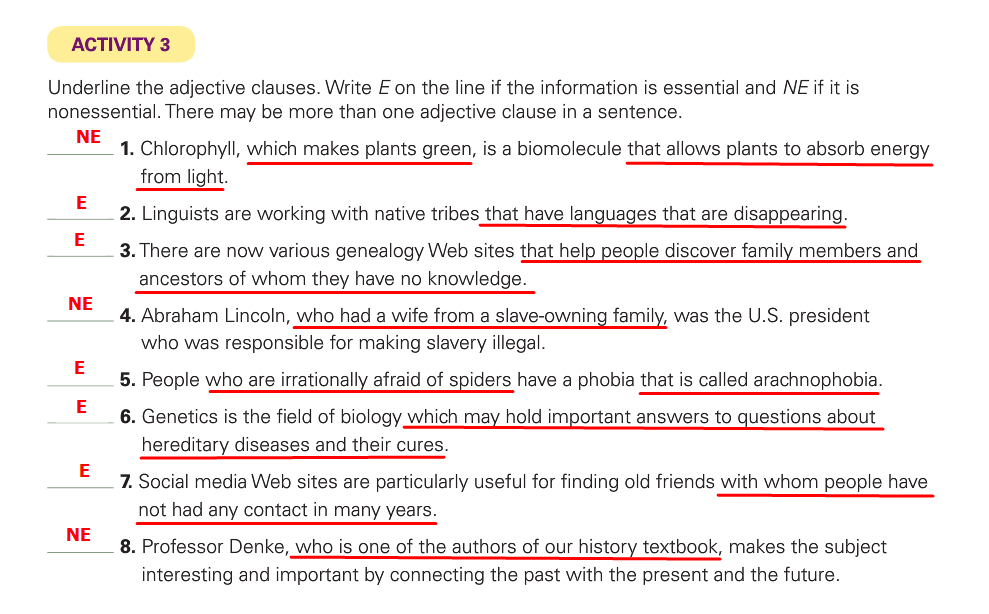 ACTIVITY 3
Underline the adjective clauses. Write E on the line if the information is essential and NE if it is
nonessential. There may be more than one adjective clause in a sentence.
NE 1. Chlorophyll, which makes plants green, is a biomolecule that allows plants to absorb energy
from light.
E 2. Linguists are working with native tribes that have languages that are disappearing.
E 3. There are now various genealogy Web sites that help people discover family members and
ancestors of whom they have no knowledge.
NE 4. Abraham Lincoln, who had a wife from a slave-owning family, was the U.S. president
who was responsible for making slavery illegal.
E 5. People who are irrationally afraid of spiders have a phobia that is called arachnophobia.
E 6. Genetics is the field of biology which may hold important answers to questions about
hereditary diseases and their cures.
E 7. Social media Web sites are particularly useful for finding old friends with whom people have
not had any contact in many years.
NE 8. Professor Denke, who is one of the authors of our history textbook, makes the subject
interesting and important by connecting the past with the present and the future.